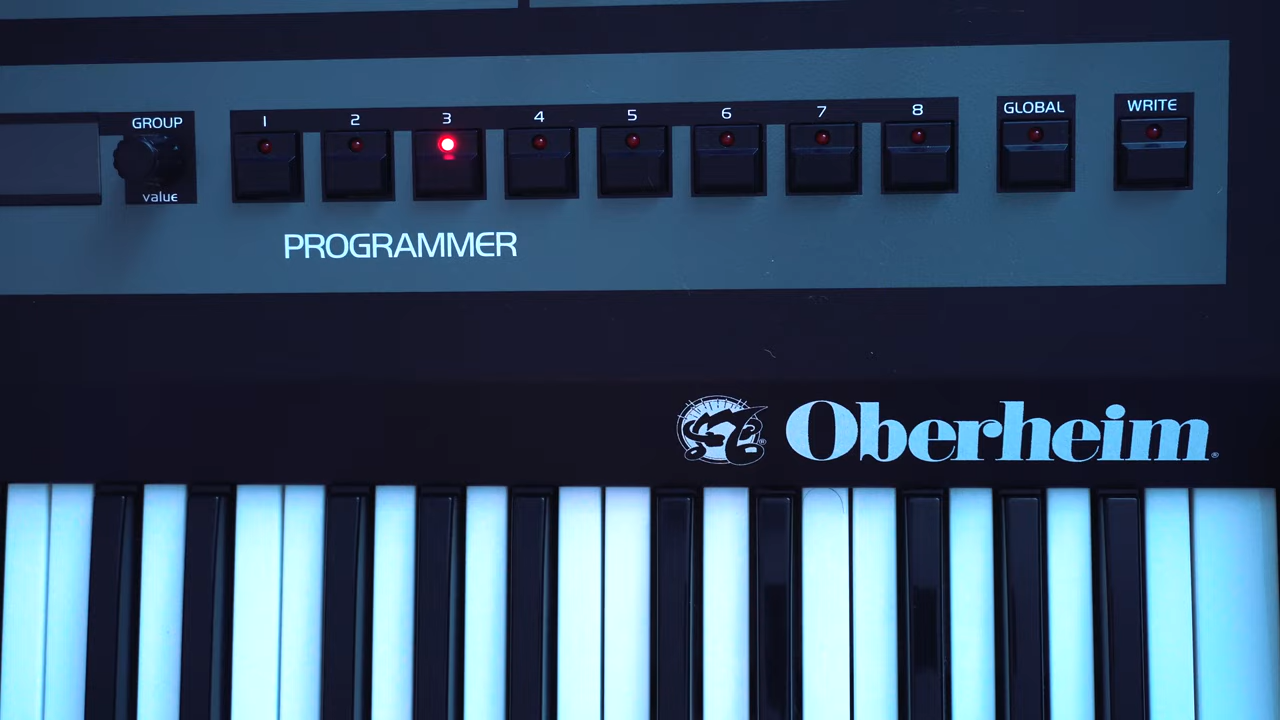 GROUP
value
1 2 3 4 5 6 7 8
GLOBAL
WRITE
PROGRAMMER
Oberheim®